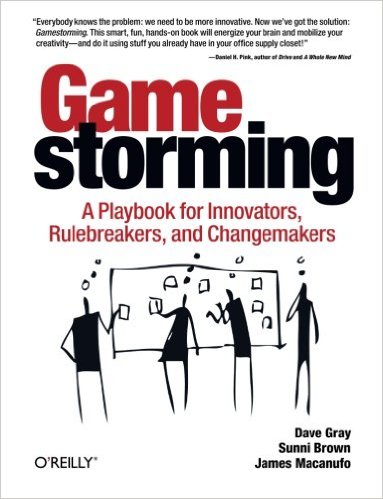 “Everybody knows the problem: we need to be more innovative. Now we've got the solution:
Gamestorming. This smart, fun, hands-on book will energize your brain and mobilize your
creativity—and do it using stuff you already have in your office supply closet!”
—Daniel H. Pink, author of Drive and A Whole New Mind
Game
storming
A Playbook for Innovators,
Rulebreakers, and Changemakers
Dave Gray
Sunni Brown
James Macanufo
O'REILLY®